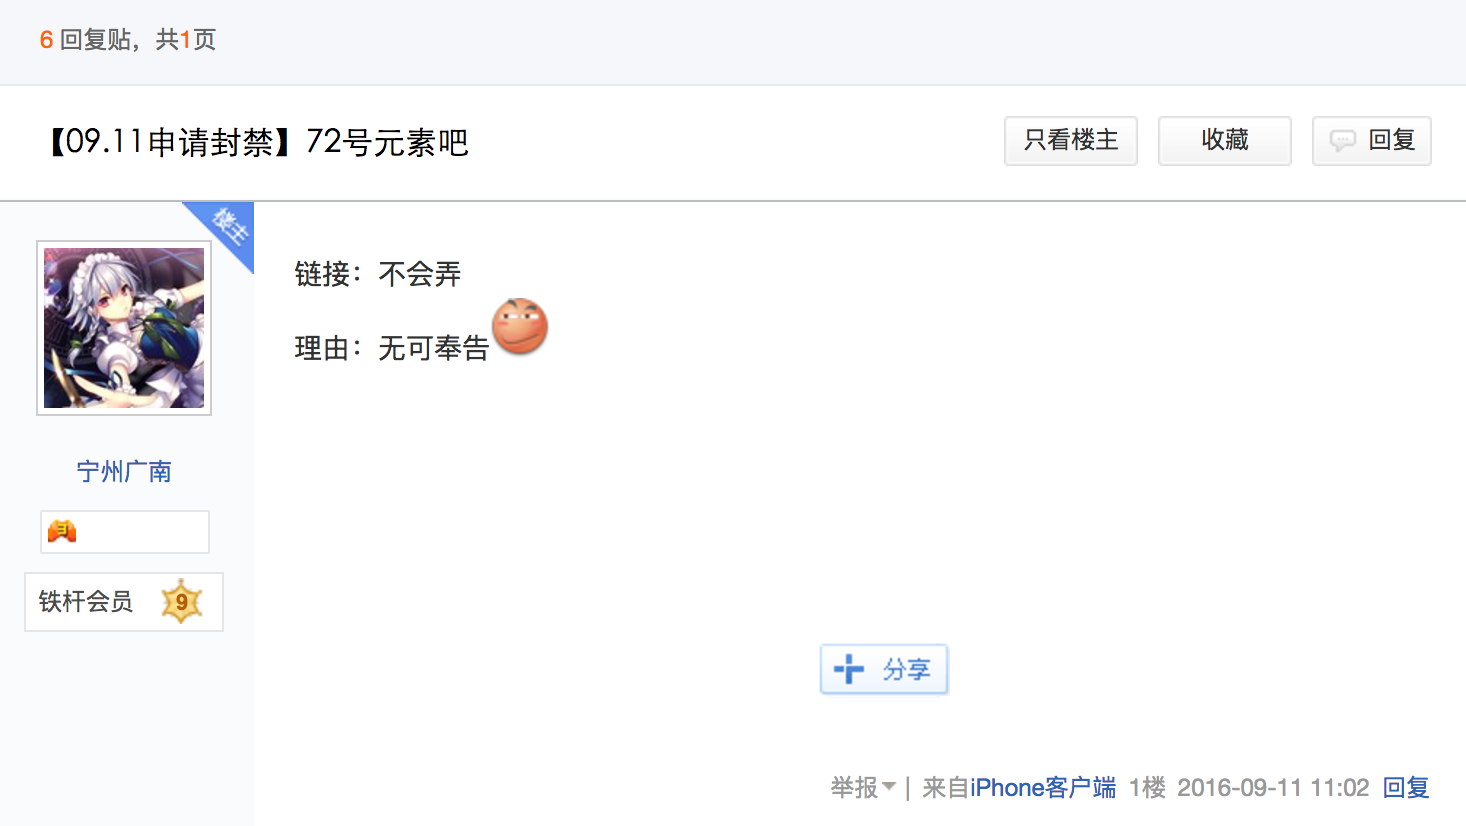 6 回复贴，共1页
【09.11申请封禁】72号元素吧
只看楼主
收藏
回复
楼主
链接：不会弄
理由：无可奉告
宁州广南
3
铁杆会员 9
分享
举报 | 来自iPhone客户端 1楼 2016-09-11 11:02 回复